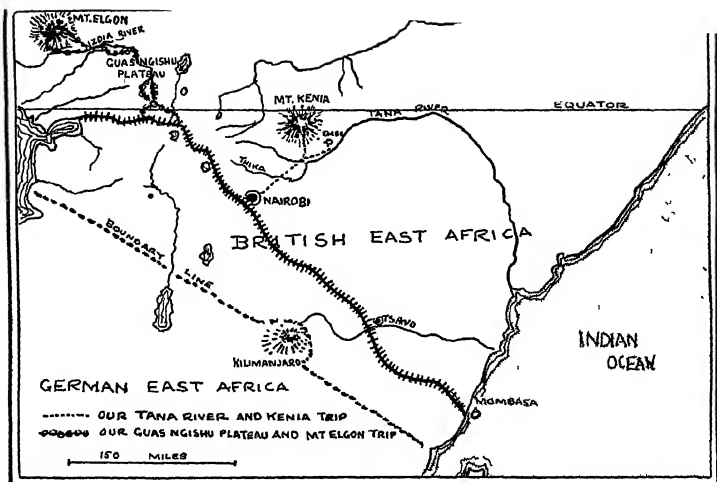 MT. ELGON
NZOIA RIVER
GUAS NGISHU
PLATEAU
MT. KENIA
TANA RIVER
EQUATOR
EMBO
THIKA
NAIROBI
BRITISH EAST AFRICA
BOUNDARY LINE
TSAVO
KILIMANJARO
INDIAN
OCEAN
GERMAN EAST AFRICA
MOMBASA
OUR TANA RIVER AND KENIA TRIP
OUR GUAS NGISHU PLATEAU AND MT ELGON TRIP
150 MILES